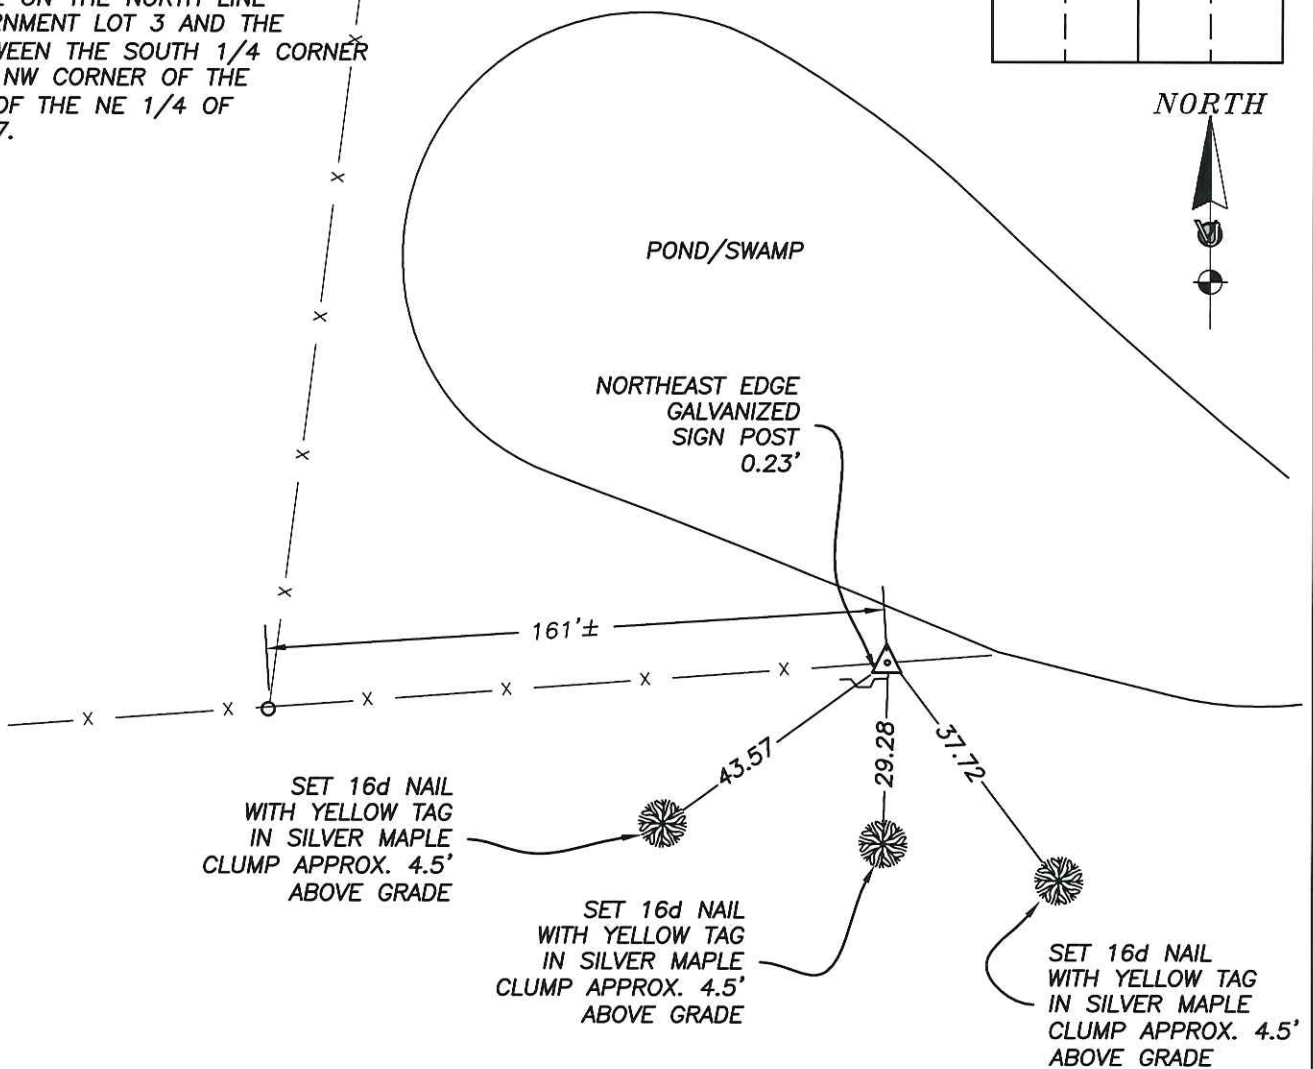 ON THE NORTH LINE
LOT 3 AND THE
THE SOUTH 1/4 CORNER
NW CORNER OF THE
OF THE NE 1/4 OF
7.
NORTH
POND/SWAMP
NORTHEAST EDGE
GALVANIZED
SIGN POST
0.23'
161'±
43.57
29.28
37.72
SET 16d NAIL
WITH YELLOW TAG
IN SILVER MAPLE
CLUMP APPROX. 4.5'
ABOVE GRADE
SET 16d NAIL
WITH YELLOW TAG
IN SILVER MAPLE
CLUMP APPROX. 4.5'
ABOVE GRADE
SET 16d NAIL
WITH YELLOW TAG
IN SILVER MAPLE
CLUMP APPROX. 4.5'
ABOVE GRADE